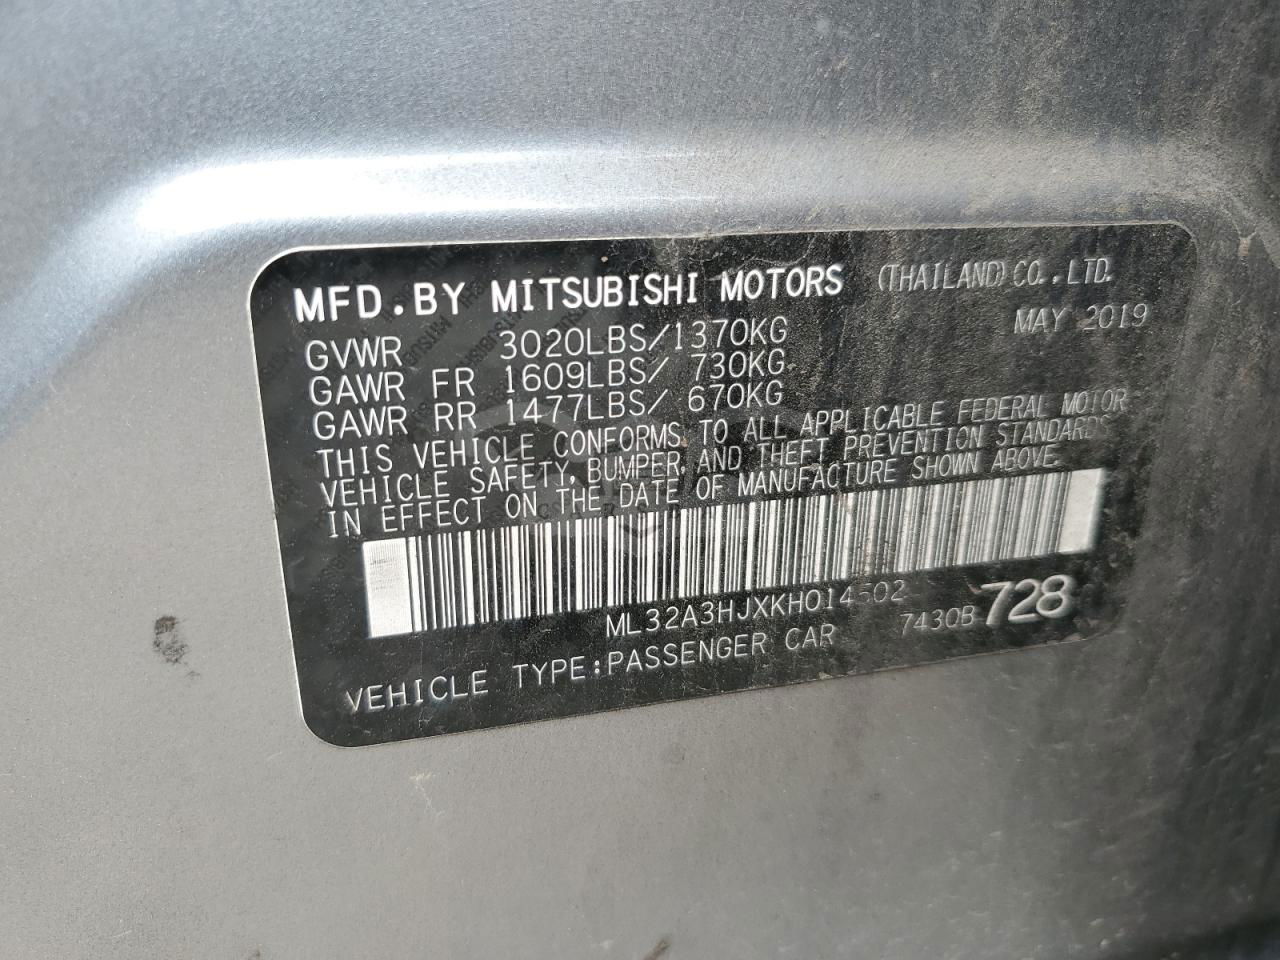 MFD.BY MITSUBISHI MOTORS (THAILAND) CO.,LTD.
MAY 2019
GVWR 3020LBS/1370KG
GAWR FR 1609LBS/ 730KG
GAWR RR 1477LBS/ 670KG
THIS VEHICLE CONFORMS TO ALL APPLICABLE FEDERAL MOTOR
VEHICLE SAFETY, BUMPER, AND THEFT PREVENTION STANDARDS
IN EFFECT ON THE DATE OF MANUFACTURE SHOWN ABOVE
ML32A3HJXKH014502
VEHICLE TYPE:PASSENGER CAR 7430B 728